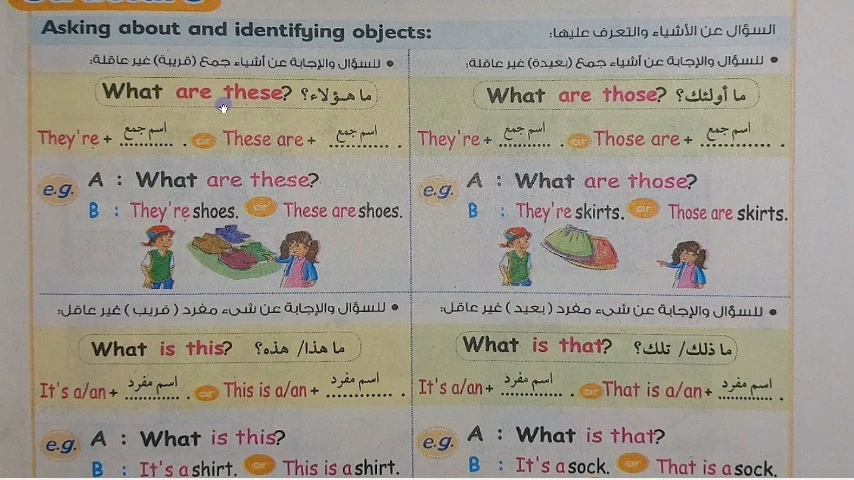 Asking about and identifying objects:
السؤال عن الأشياء والتعرف عليها:
• للسؤال والإجابة عن أشياء جمع (قريبة) غير عاقلة:
What are these? ما هؤلاء؟
They're + اسم جمع . or These are + اسم جمع .
e.g. A : What are these?
B : They're shoes. or These are shoes.
• للسؤال والإجابة عن أشياء جمع (بعيدة) غير عاقلة:
What are those? ما أولئك؟
They're + اسم جمع . or Those are + اسم جمع .
e.g. A : What are those?
B : They're skirts. or Those are skirts.
• للسؤال والإجابة عن شىء مفرد ( قريب ) غير عاقل:
What is this? ما هذا/ هذه؟
It's a/an + اسم مفرد . or This is a/an + اسم مفرد .
e.g. A : What is this?
B : It's a shirt. or This is a shirt.
• للسؤال والإجابة عن شىء مفرد ( بعيد ) غير عاقل:
What is that? ما ذلك/ تلك؟
It's a/an + اسم مفرد . or That is a/an + اسم مفرد .
e.g. A : What is that?
B : It's a sock. or That is a sock.